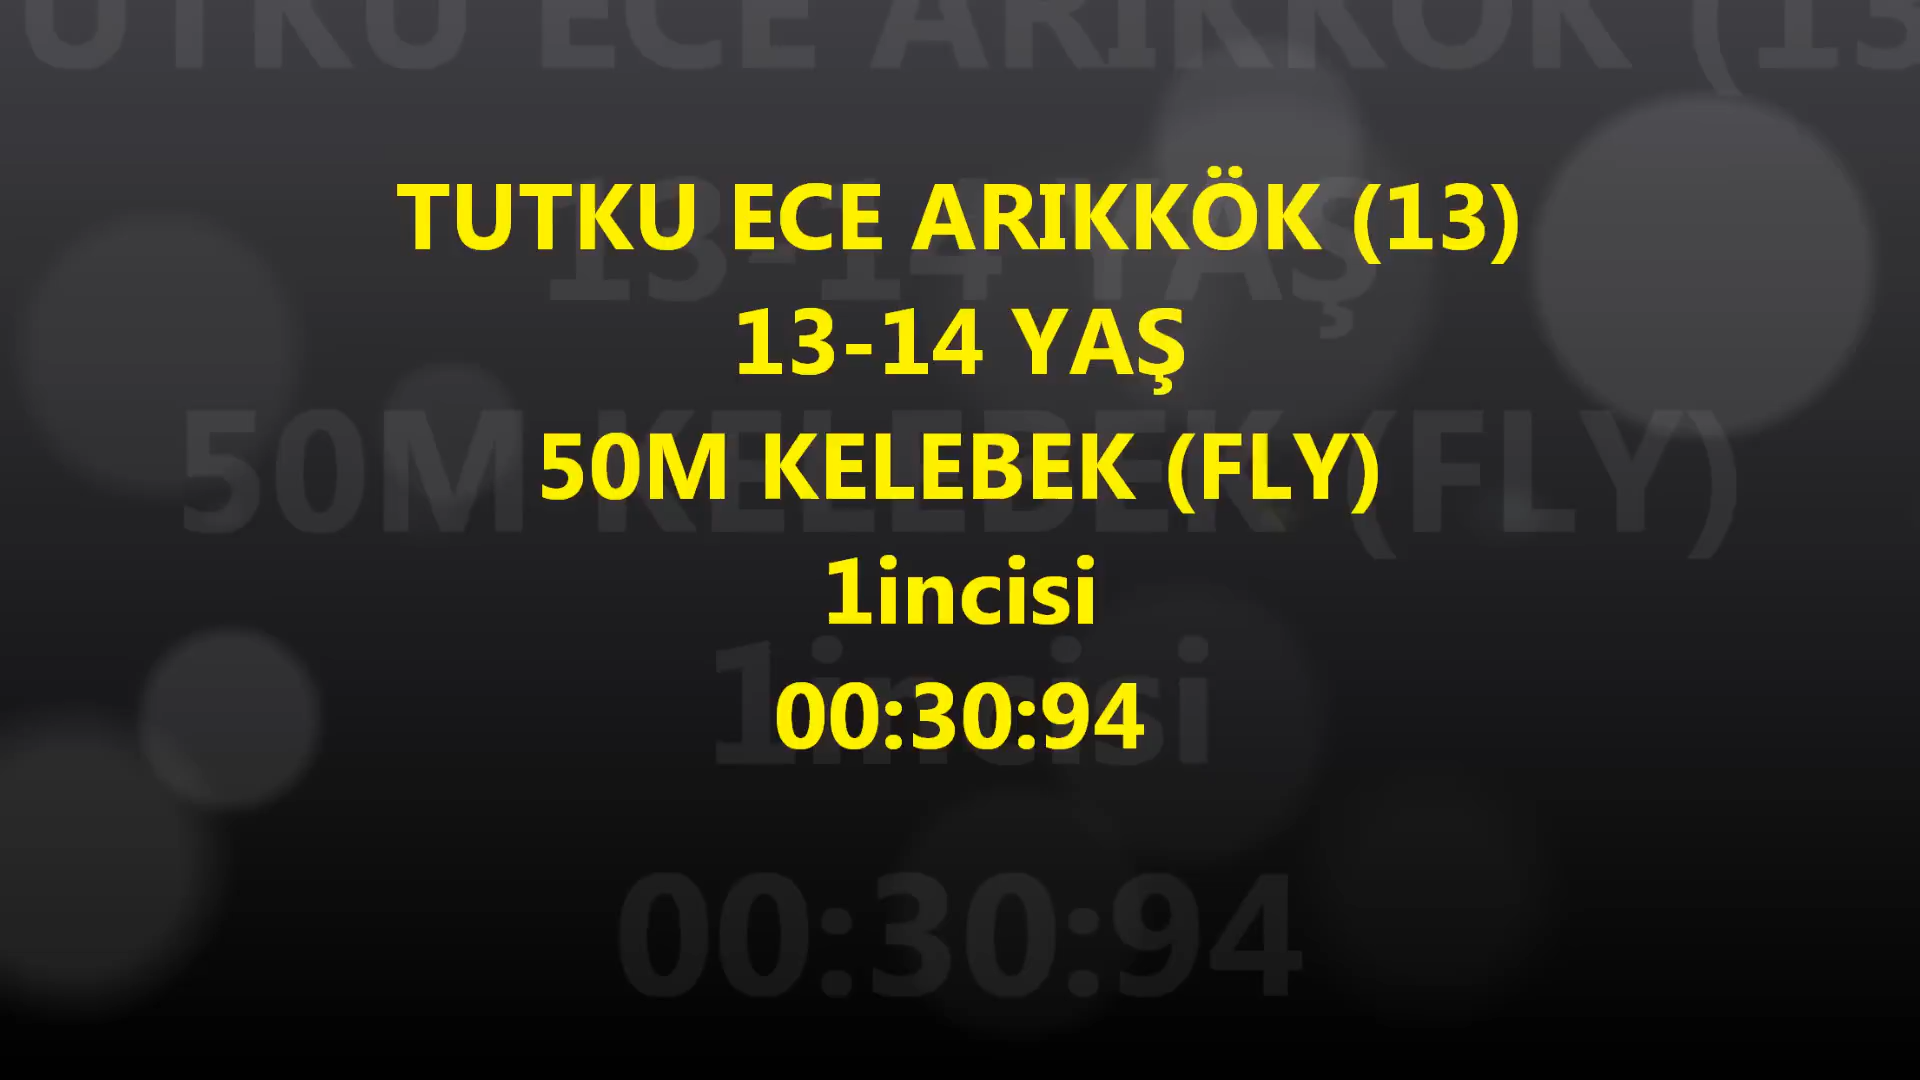 TUTKU ECE ARIKKÖK (13)
13-14 YAŞ
50M KELEBEK (FLY)
1incisi
00:30:94